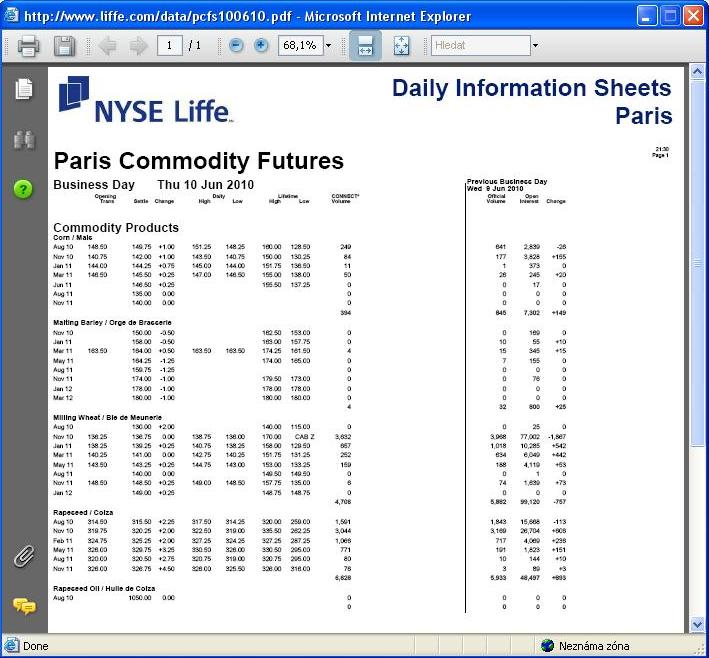 http://www.liffe.com/data/pcfs100610.pdf - Microsoft Internet Explorer
1 / 1 68,1% Hledat
NYSE Liffe
Daily Information Sheets
Paris
21:30
Page 1
Paris Commodity Futures
Business Day Thu 10 Jun 2010
Previous Business Day
Wed 9 Jun 2010
Opening Daily Lifetime CONNECT® Official Open
Trans Settle Change High Low High Low Volume Volume Interest Change
Commodity Products
Corn / Mais
Aug 10 148.50 149.75 +1.00 151.25 148.25 160.00 128.50 249 641 2,839 -26
Nov 10 140.75 142.00 +1.00 143.50 140.75 150.00 130.25 84 177 3,828 +155
Jan 11 144.00 144.25 +0.75 145.00 144.00 151.75 136.50 11 1 373 0
Mar 11 146.50 145.50 +0.25 147.00 146.50 155.00 138.00 50 26 245 +20
Jun 11 146.50 +0.25 155.50 137.25 0 0 17 0
Aug 11 135.00 0.00 0 0 0 0
Nov 11 140.00 0.00 0 0 0 0
394 845 7,302 +149
Malting Barley / Orge de Brasserie
Nov 10 150.00 -0.50 162.50 153.00 0 0 169 0
Jan 11 158.00 -0.50 163.00 157.75 0 10 55 +10
Mar 11 163.50 164.00 +0.50 163.50 163.50 174.25 161.50 4 15 345 +15
May 11 164.25 -1.25 174.00 165.00 0 7 155 0
Aug 11 159.75 -1.25 0 0 0 0
Nov 11 174.00 -1.00 179.50 173.00 0 0 76 0
Jan 12 178.00 -1.00 178.00 178.00 0 0 0 0
Mar 12 180.00 -1.00 180.00 180.00 0 0 0 0
4 32 800 +25
Milling Wheat / Ble de Meunerie
Aug 10 130.00 +2.00 140.00 115.00 0 0 25 0
Nov 10 136.25 136.75 0.00 138.75 136.00 170.00 CAB Z 3,632 3,968 77,002 -1,867
Jan 11 138.25 139.25 +0.25 140.75 138.25 158.00 129.50 657 1,018 10,285 +542
Mar 11 140.25 141.00 0.00 142.75 140.25 151.75 131.25 252 634 6,049 +442
May 11 143.50 143.25 +0.25 144.75 144.00 153.00 133.25 159 188 4,119 +53
Aug 11 140.00 0.00 149.50 149.50 0 0 1 0
Nov 11 148.50 148.50 +0.25 149.00 148.50 157.75 135.00 6 74 1,639 +73
Jan 12 149.00 +0.25 148.75 148.75 0 0 0 0
4,706 5,882 99,120 -757
Rapeseed / Colza
Aug 10 314.50 315.50 +2.25 317.50 314.25 320.00 259.00 1,591 1,843 15,668 -113
Nov 10 319.75 320.25 +2.00 322.50 319.00 335.50 262.25 3,044 3,169 26,704 +606
Feb 11 324.75 325.25 +2.00 327.25 324.25 327.25 287.25 1,066 717 4,069 +236
May 11 326.00 329.75 +3.25 330.50 326.00 330.50 295.00 771 191 1,823 +151
Aug 11 320.00 320.50 +2.75 320.75 319.00 320.75 295.00 80 10 144 +10
Nov 11 326.00 326.75 +4.50 326.00 325.50 326.00 316.00 76 3 89 +3
6,628 5,933 48,497 +893
Rapeseed Oil / Huile de Colza
Aug 10 1050.00 0.00 0 0 0 0
0 0 0 0
Done Neznáma zóna